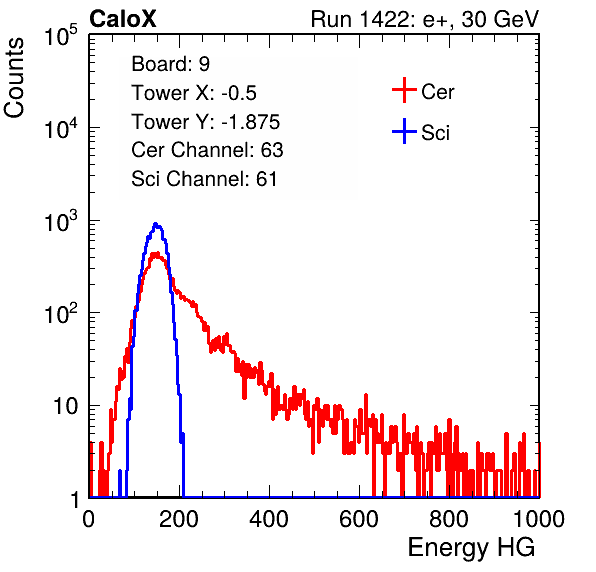 CaloX
Run 1422: e+, 30 GeV
Board: 9
Tower X: -0.5
Tower Y: -1.875
Cer Channel: 63
Sci Channel: 61
Cer
Sci
Counts
10^5
10^4
10^3
10^2
10
1
0 200 400 600 800 1000
Energy HG